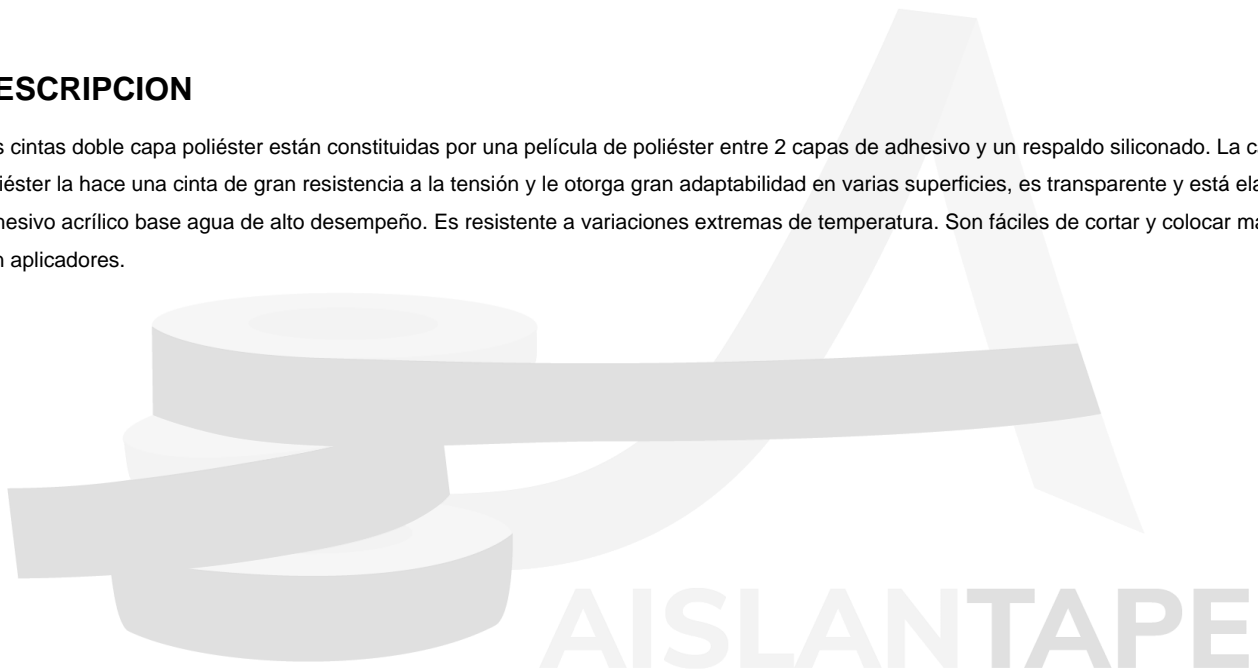 ESCRIPCION
s cintas doble capa poliéster están constituidas por una película de poliéster entre 2 capas de adhesivo y un respaldo siliconado. La c
iéster la hace una cinta de gran resistencia a la tensión y le otorga gran adaptabilidad en varias superficies, es transparente y está ela
hesivo acrílico base agua de alto desempeño. Es resistente a variaciones extremas de temperatura. Son fáciles de cortar y colocar ma
n aplicadores.
AISLANTAPE